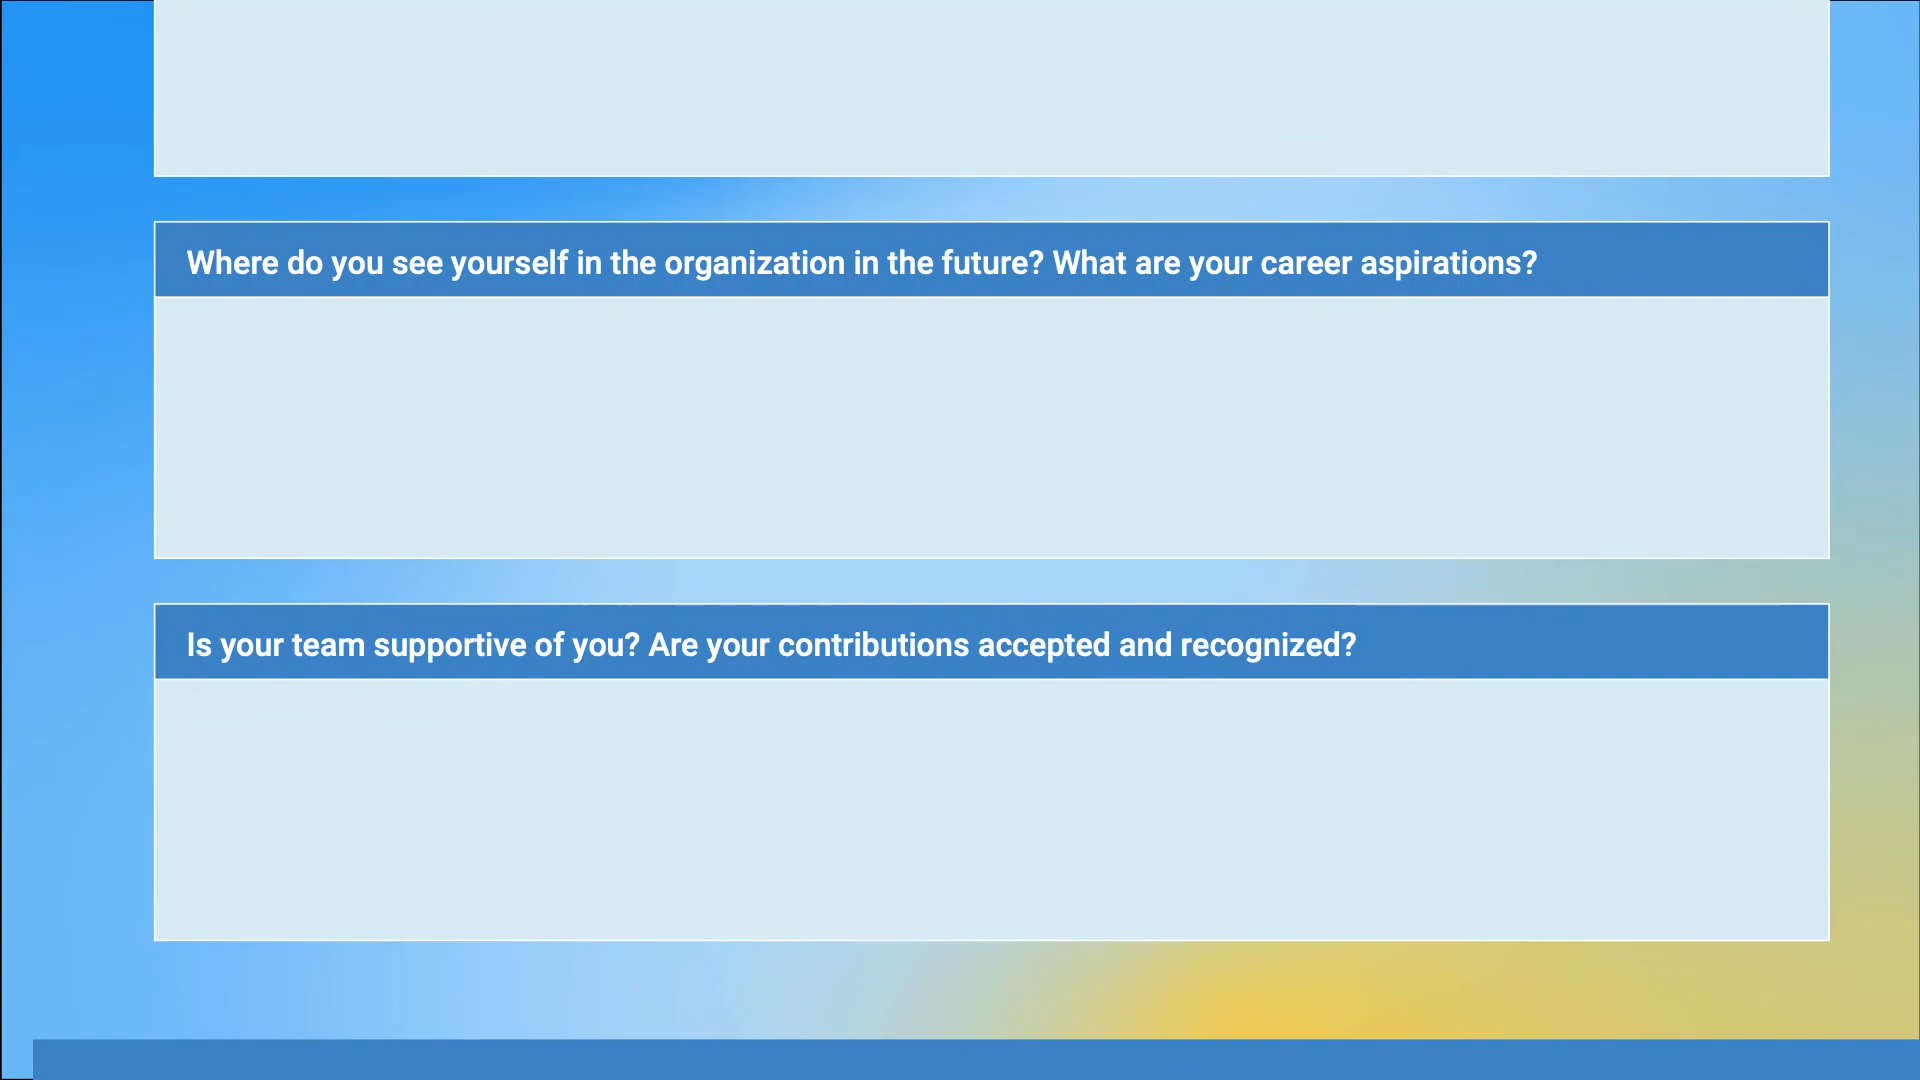 Where do you see yourself in the organization in the future? What are your career aspirations?
Is your team supportive of you? Are your contributions accepted and recognized?